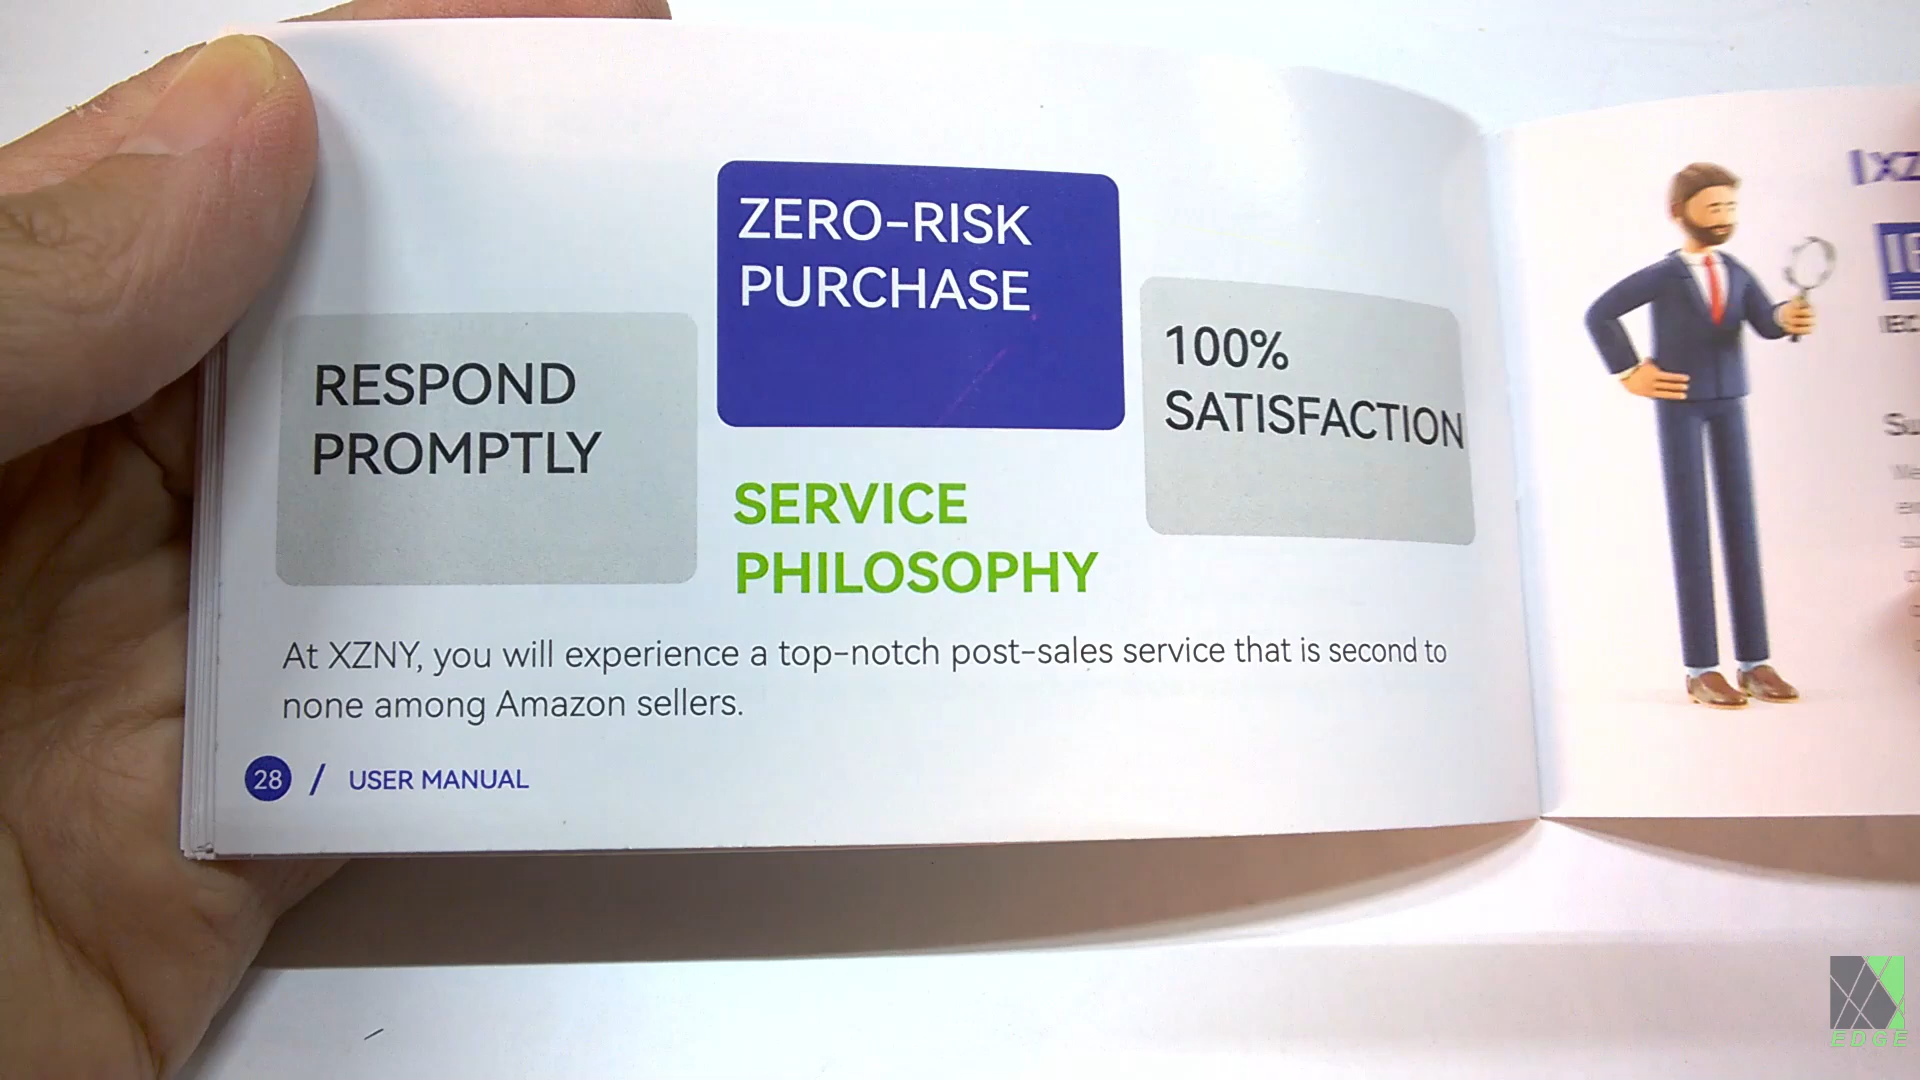 ZERO-RISK
PURCHASE
RESPOND
PROMPTLY
100%
SATISFACTION
SERVICE
PHILOSOPHY
At XZNY, you will experience a top-notch post-sales service that is second to
none among Amazon sellers.
28 / USER MANUAL
EDGE